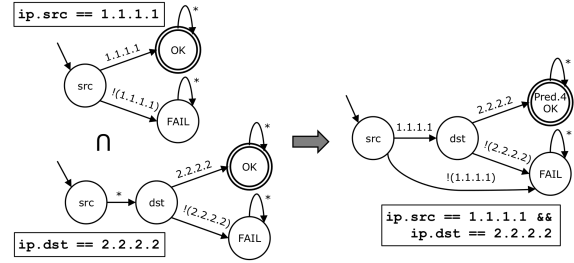 ip.src == 1.1.1.1
*
1.1.1.1
OK
src
*
!(1.1.1.1)
FAIL
∩
*
2.2.2.2
OK
src
*
dst
*
!(2.2.2.2)
FAIL
ip.dst == 2.2.2.2
*
2.2.2.2
Pred.4
OK
src
1.1.1.1
dst
*
!(2.2.2.2)
!(1.1.1.1)
FAIL
ip.src == 1.1.1.1 &&
ip.dst == 2.2.2.2